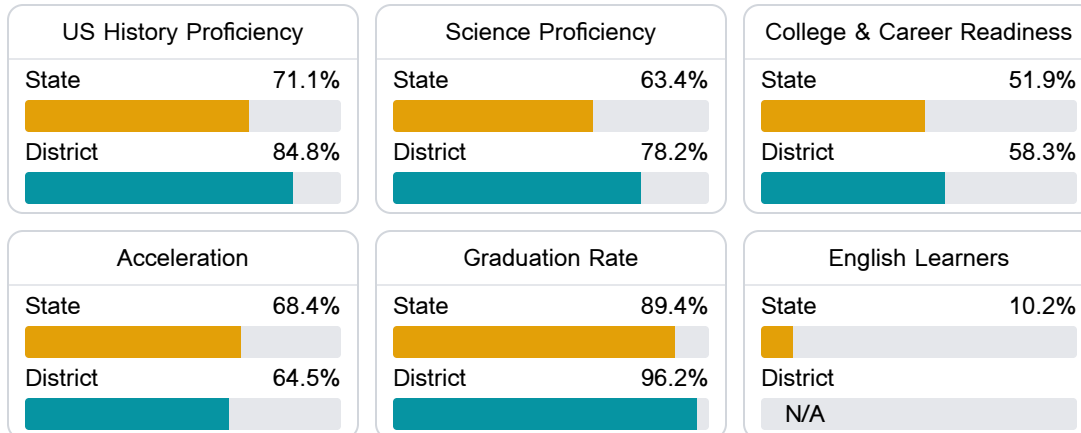 US History Proficiency
State 71.1%
District 84.8%
Science Proficiency
State 63.4%
District 78.2%
College & Career Readiness
State 51.9%
District 58.3%
Acceleration
State 68.4%
District 64.5%
Graduation Rate
State 89.4%
District 96.2%
English Learners
State 10.2%
District
N/A